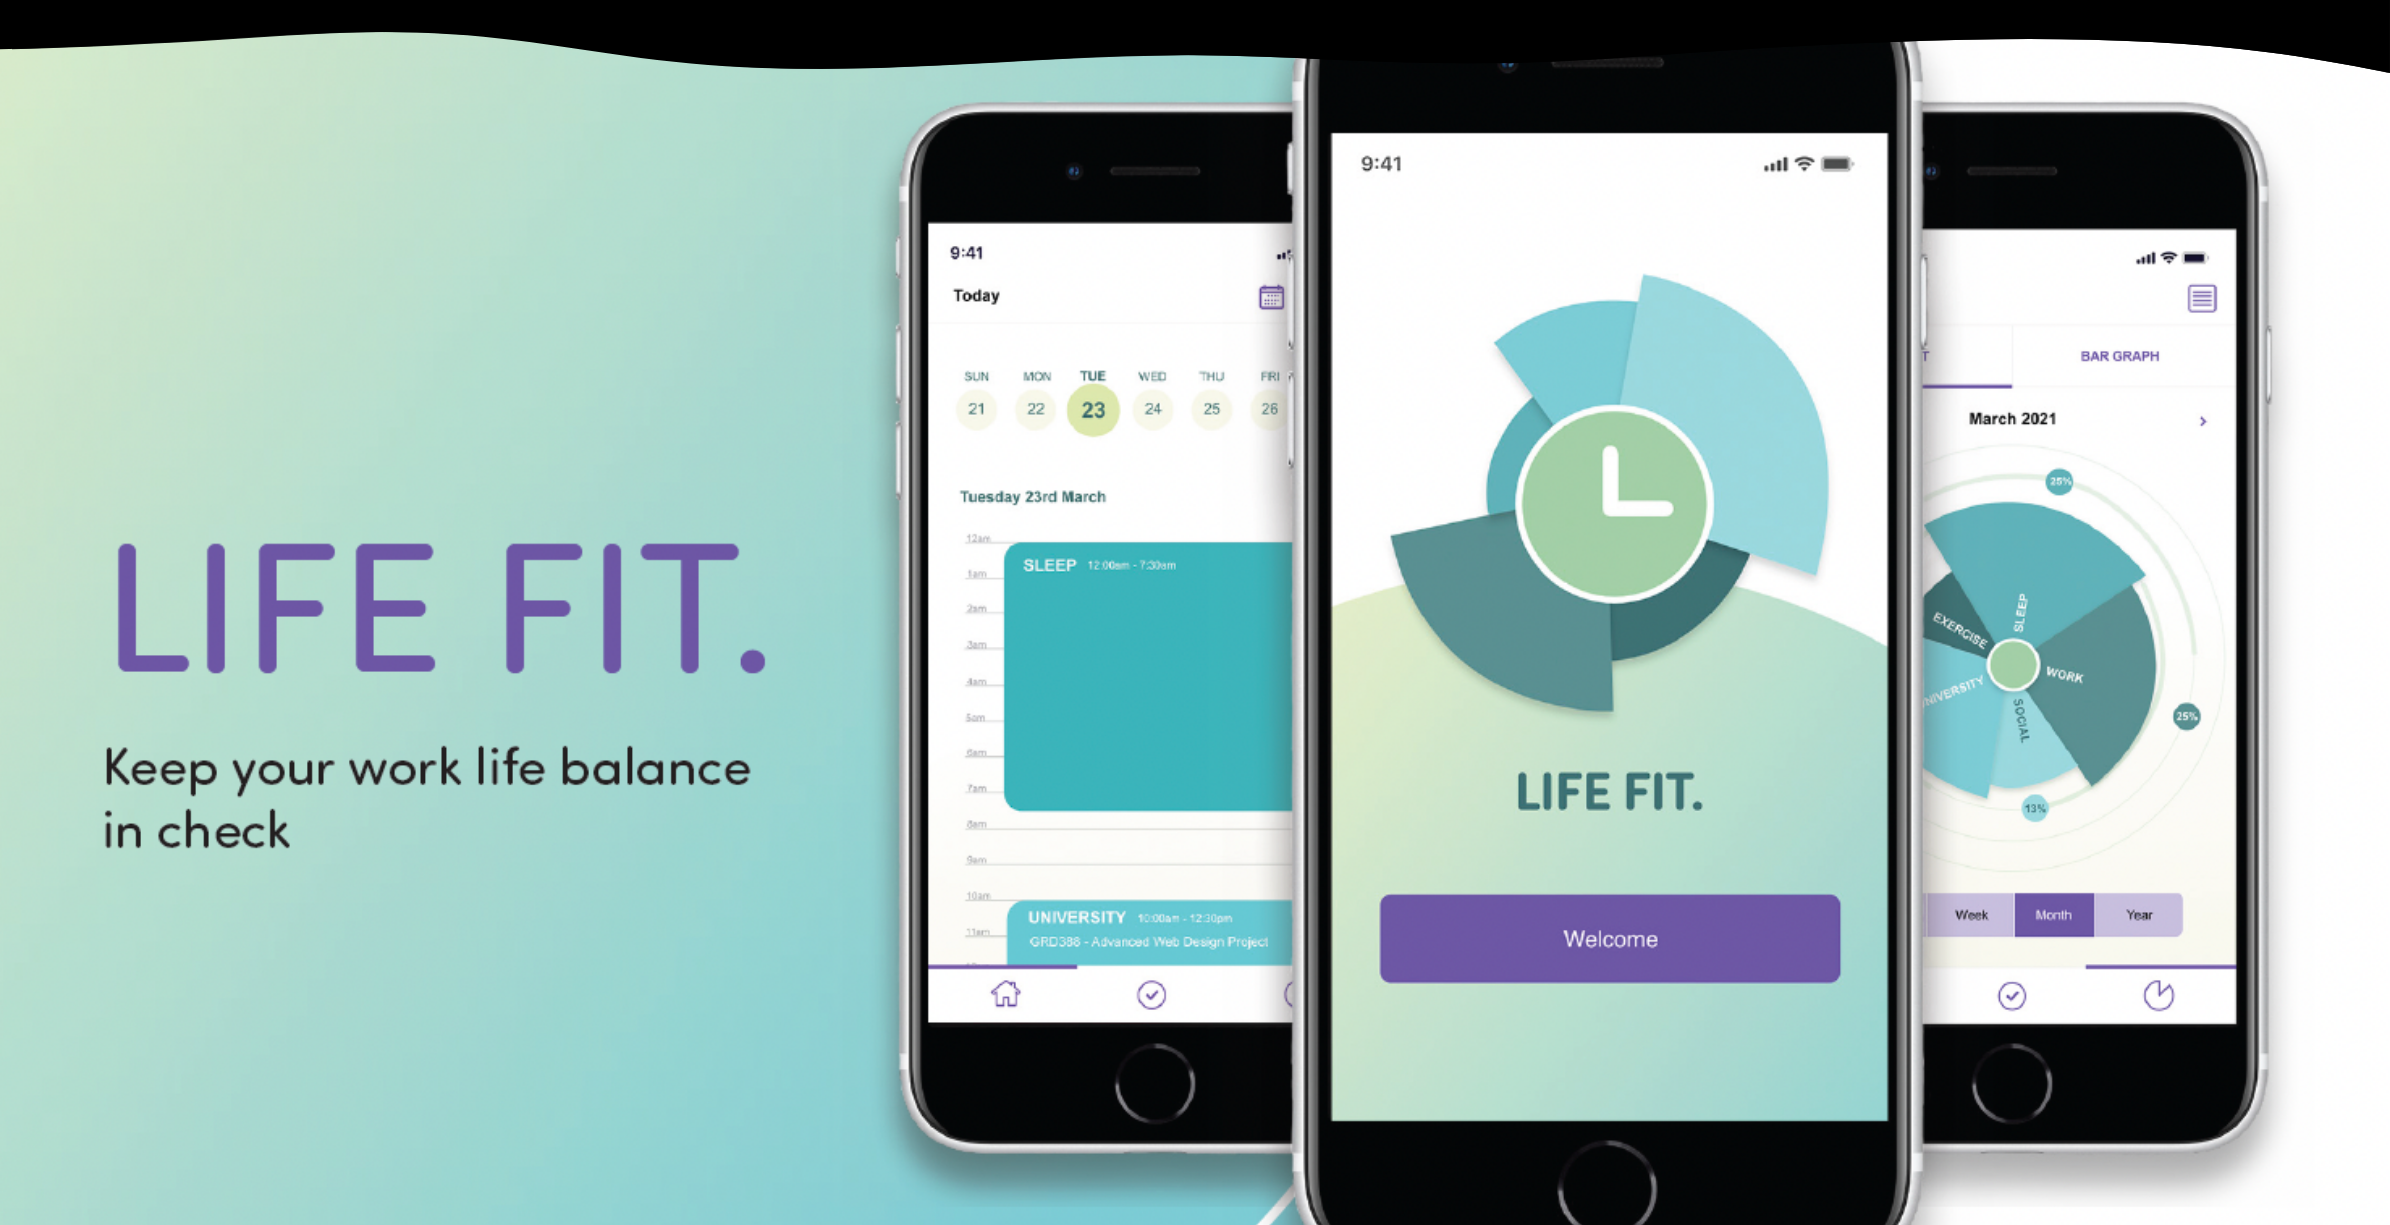 LIFE FIT.
Keep your work life balance
in check
9:41
Today
SUN MON TUE WED THU FRI
21 22 23 24 25 26
Tuesday 23rd March
12am
SLEEP 12:00am - 7:30am
1am
2am
3am
4am
5am
6am
7am
8am
9am
10am
UNIVERSITY 10:00am - 12:30pm
11am
GRD388 - Advanced Web Design Project
9:41
LIFE FIT.
Welcome
BAR GRAPH
March 2021
25%
SLEEP
EXERCISE
WORK
SOCIAL
25%
13%
Week Month Year